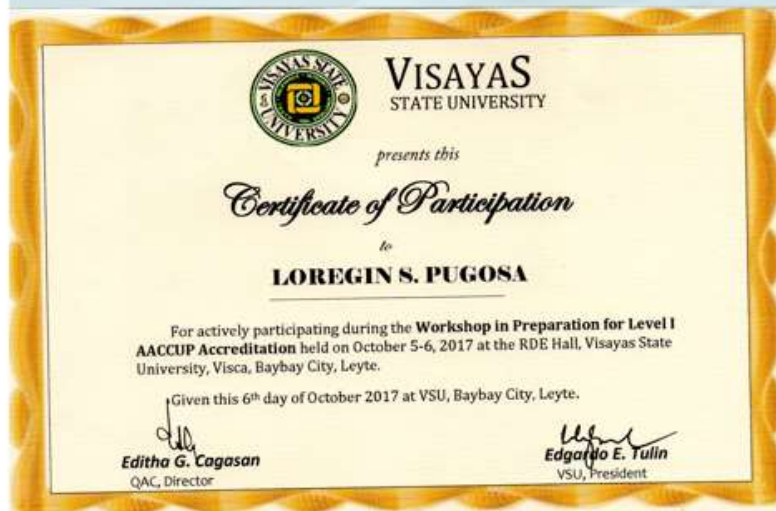 VISAYAS STATE
UNIVERSITY
VISAYAS
STATE UNIVERSITY
presents this
Certificate of Participation
to
LOREGIN S. PUGOSA
For actively participating during the Workshop in Preparation for Level I
AACCUP Accreditation held on October 5-6, 2017 at the RDE Hall, Visayas State
University, Visca, Baybay City, Leyte.
Given this 6th day of October 2017 at VSU, Baybay City, Leyte.
Editha G. Cagasan
QAC, Director
Edgardo E. Tulin
VSU, President